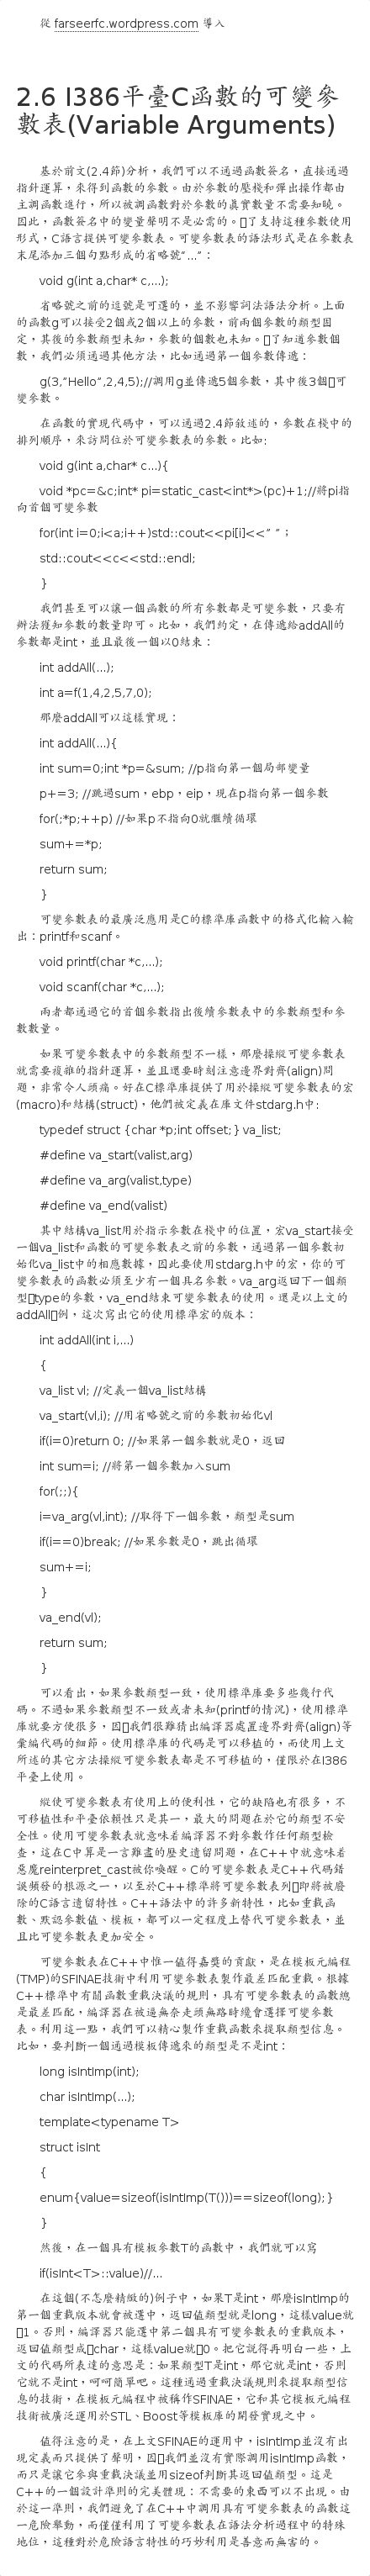 從 farseerfc.wordpress.com 導入
2.6 I386平臺C函數的可變參
數表(Variable Arguments)
基於前文(2.4節)分析，我們可以不通過函數簽名，直接通過
指針運算，來得到函數的參數。由於參數的壓棧和彈出操作都由
主調函數進行，所以被調函數對於參數的真實數量不需要知曉。
因此，函數簽名中的變量聲明不是必需的。了支持這種參數使用
形式，C語言提供可變參數表。可變參數表的語法形式是在參數表
末尾添加三個句點形成的省略號“…”：
void g(int a,char* c,…);
省略號之前的逗號是可選的，並不影響詞法語法分析。上面
的函數g可以接受2個或2個以上的參數，前兩個參數的類型固
定，其後的參數類型未知，參數的個數也未知。了知道參數個
數，我們必須通過其他方法，比如通過第一個參數傳遞：
g(3,”Hello”,2,4,5);//調用g並傳遞5個參數，其中後3個可
變參數。
在函數的實現代碼中，可以通過2.4節敘述的，參數在棧中的
排列順序，來訪問位於可變參數表的參數。比如:
void g(int a,char* c…){
void *pc=&c;int* pi=static_cast<int*>(pc)+1;//將pi指
向首個可變參數
for(int i=0;i<a;i++)std::cout<<pi[i]<<” ”；
std::cout<<c<<std::endl;
}
我們甚至可以讓一個函數的所有參數都是可變參數，只要有
辦法獲知參數的數量即可。比如，我們約定，在傳遞給addAll的
參數都是int，並且最後一個以0結束：
int addAll(…);
int a=f(1,4,2,5,7,0);
那麼addAll可以這樣實現：
int addAll(…){
int sum=0;int *p=&sum; //p指向第一個局部變量
p+=3; //跳過sum，ebp，eip，現在p指向第一個參數
for(;*p;++p) //如果p不指向0就繼續循環
sum+=*p;
return sum;
}
可變參數表的最廣泛應用是C的標準庫函數中的格式化輸入輸
出：printf和scanf。
void printf(char *c,…);
void scanf(char *c,…);
兩者都通過它的首個參數指出後續參數表中的參數類型和參
數數量。
如果可變參數表中的參數類型不一樣，那麼操縱可變參數表
就需要複雜的指針運算，並且還要時刻注意邊界對齊(align)問
題，非常令人頭痛。好在C標準庫提供了用於操縱可變參數表的宏
(macro)和結構(struct)，他們被定義在庫文件stdarg.h中:
typedef struct {char *p;int offset;} va_list;
#define va_start(valist,arg)
#define va_arg(valist,type)
#define va_end(valist)
其中結構va_list用於指示參數在棧中的位置，宏va_start接受
一個va_list和函數的可變參數表之前的參數，通過第一個參數初
始化va_list中的相應數據，因此要使用stdarg.h中的宏，你的可
變參數表的函數必須至少有一個具名參數。va_arg返回下一個類
型type的參數，va_end結束可變參數表的使用。還是以上文的
addAll例，這次寫出它的使用標準宏的版本：
int addAll(int i,…)
{
va_list vl; //定義一個va_list結構
va_start(vl,i); //用省略號之前的參數初始化vl
if(i=0)return 0; //如果第一個參數就是0，返回
int sum=i; //將第一個參數加入sum
for(;;){
i=va_arg(vl,int); //取得下一個參數，類型是sum
if(i==0)break; //如果參數是0，跳出循環
sum+=i;
}
va_end(vl);
return sum;
}
可以看出，如果參數類型一致，使用標準庫要多些幾行代
碼。不過如果參數類型不一致或者未知(printf的情況)，使用標準
庫就要方便很多，因我們很難猜出編譯器處置邊界對齊(align)等
彙編代碼的細節。使用標準庫的代碼是可以移植的，而使用上文
所述的其它方法操縱可變參數表都是不可移植的，僅限於在I386
平臺上使用。
縱使可變參數表有使用上的便利性，它的缺陷也有很多，不
可移植性和平臺依賴性只是其一，最大的問題在於它的類型不安
全性。使用可變參數表就意味着編譯器不對參數作任何類型檢
查，這在C中算是一言難盡的歷史遺留問題，在C++中就意味着
惡魔reinterpret_cast被你喚醒。C的可變參數表是C++代碼錯
誤頻發的根源之一，以至於C++標準將可變參數表列即將被廢
除的C語言遺留特性。C++語法中的許多新特性，比如重載函
數、默認參數值、模板，都可以一定程度上替代可變參數表，並
且比可變參數表更加安全。
可變參數表在C++中惟一值得嘉獎的貢獻，是在模板元編程
(TMP)的SFINAE技術中利用可變參數表製作最差匹配重載。根據
C++標準中有關函數重載決議的規則，具有可變參數表的函數總
是最差匹配，編譯器在被逼無奈走頭無路時纔會選擇可變參數
表。利用這一點，我們可以精心製作重載函數來提取類型信息。
比如，要判斷一個通過模板傳遞來的類型是不是int：
long isIntImp(int);
char isIntImp(…);
template<typename T>
struct isInt
{
enum{value=sizeof(isIntImp(T()))==sizeof(long);}
}
然後，在一個具有模板參數T的函數中，我們就可以寫
if(isInt<T>::value)//…
在這個(不怎麼精緻的)例子中，如果T是int，那麼isIntImp的
第一個重載版本就會被選中，返回值類型就是long，這樣value就
1。否則，編譯器只能選中第二個具有可變參數表的重載版本，
返回值類型成char，這樣value就0。把它說得再明白一些，上
文的代碼所表達的意思是：如果類型T是int，那它就是int，否則
它就不是int，呵呵簡單吧。這種通過重載決議規則來提取類型信
息的技術，在模板元編程中被稱作SFINAE，它和其它模板元編程
技術被廣泛運用於STL、Boost等模板庫的開發實現之中。
值得注意的是，在上文SFINAE的運用中，isIntImp並沒有出
現定義而只提供了聲明，因我們並沒有實際調用isIntImp函數，
而只是讓它參與重載決議並用sizeof判斷其返回值類型。這是
C++的一個設計準則的完美體現：不需要的東西可以不出現。由
於這一準則，我們避免了在C++中調用具有可變參數表的函數這
一危險舉動，而僅僅利用了可變參數表在語法分析過程中的特殊
地位，這種對於危險語言特性的巧妙利用是善意而無害的。